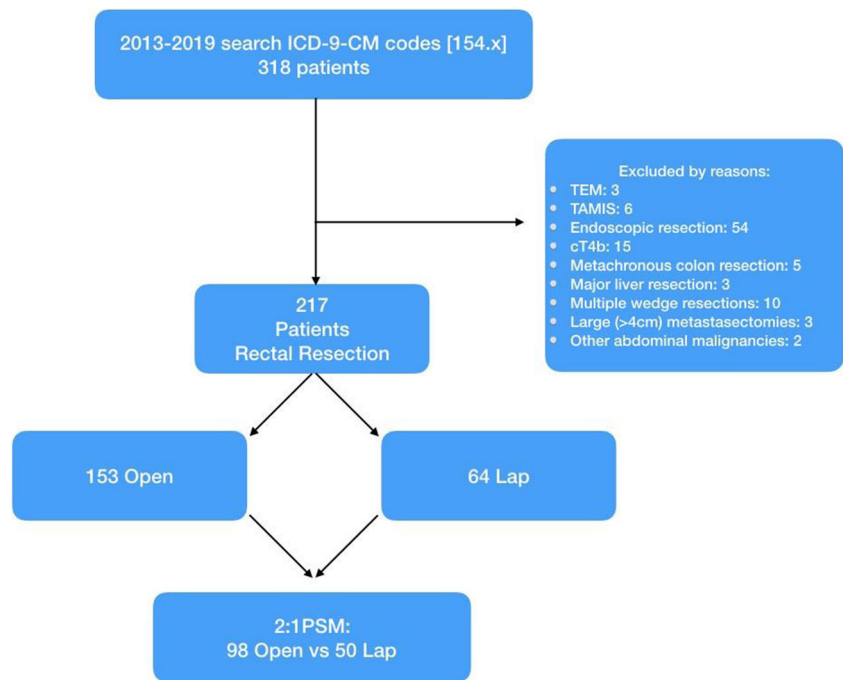 2013-2019 search ICD-9-CM codes [154.x]
318 patients
Excluded by reasons:
• TEM: 3
• TAMIS: 6
• Endoscopic resection: 54
• cT4b: 15
• Metachronous colon resection: 5
• Major liver resection: 3
• Multiple wedge resections: 10
• Large (>4cm) metastasectomies: 3
• Other abdominal malignancies: 2
217
Patients
Rectal Resection
153 Open
64 Lap
2:1PSM:
98 Open vs 50 Lap